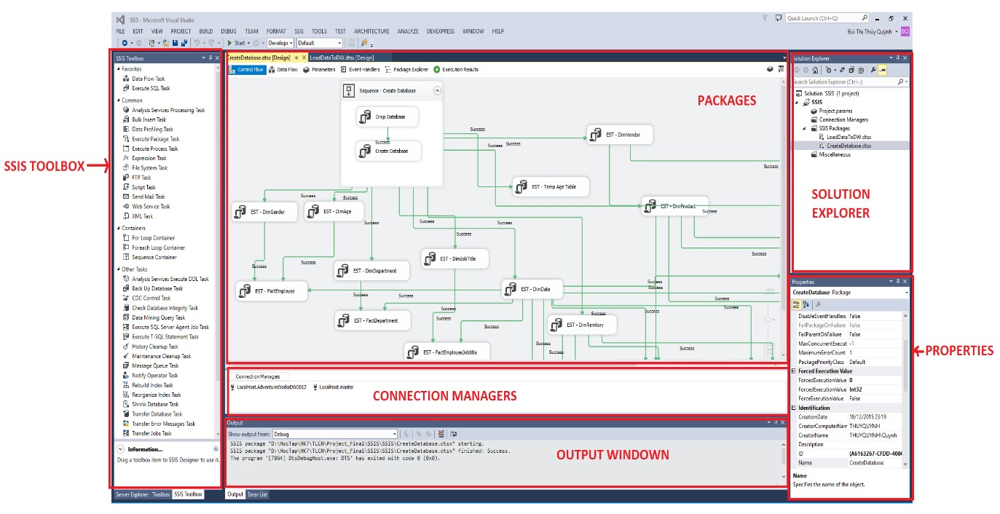 SSIS - Microsoft Visual Studio
Quick Launch (Ctrl+Q)
FILE EDIT VIEW PROJECT BUILD DEBUG TEAM FORMAT SSIS TOOLS TEST ARCHITECTURE ANALYZE DEVEXPRESS WINDOW HELP
Bùi Thị Thúy Quỳnh BQ
Start Developı Default
SSIS TOOLBOX
SSIS Toolbox
Favorites
Data Flow Task
Execute SQL Task
Common
Analysis Services Processing Task
Bulk Insert Task
Data Profiling Task
Execute Package Task
Execute Process Task
Expression Task
File System Task
FTP Task
Script Task
Send Mail Task
Web Service Task
XML Task
Containers
For Loop Container
Foreach Loop Container
Sequence Container
Other Tasks
Analysis Services Execute DDL Task
Back Up Database Task
CDC Control Task
Check Database Integrity Task
Data Mining Query Task
Execute SQL Server Agent Job Task
Execute T-SQL Statement Task
History Cleanup Task
Maintenance Cleanup Task
Message Queue Task
Notify Operator Task
Rebuild Index Task
Reorganize Index Task
Shrink Database Task
Transfer Database Task
Transfer Error Messages Task
Transfer Jobs Task
Information...
Drag a toolbox item to SSIS Designer to use it.
Server Explorer Toolbox SSIS Toolbox
CreateDatabase.dtsx [Design] LoadDataToDW.dtsx [Design]
Control Flow Data Flow Parameters Event Handlers Package Explorer Execution Results
PACKAGES
Sequence - Create Database
Drop Database
Success
Create Database
Success
Success Success
EST - DimVendor
Success
EST - Temp Age Table
Success
Success
EST - DimGender
EST - DimAge
EST - DimProduct
Success
Success
Success
Success
EST - DimJobTitle
Success
Success
Success
EST - DimDepartment
EST - FactEmployee
EST - DimDate
Success
Success
Success
Success
Success
Success
Success
EST - FactDepartment
Success
EST - DimTerritory
Success
Success
EST - FactEmployeeJobtitle
Connection Managers
LocalHost.AdventureWorksDW2012 LocalHost.master
CONNECTION MANAGERS
Output
Show output from: Debug
SSIS package "D:\HocTap\HK7\TLCN\Project_Final\SSIS\SSIS\CreateDatabase.dtsx" starting.
SSIS package "D:\HocTap\HK7\TLCN\Project_Final\SSIS\SSIS\CreateDatabase.dtsx" finished: Success.
The program '[7864] DtsDebugHost.exe: DTS' has exited with code 0 (0x0).
OUTPUT WINDOWN
Output Error List
Solution Explorer
Search Solution Explorer (Ctrl+;)
Solution 'SSIS' (1 project)
SSIS
Project.params
Connection Managers
SSIS Packages
LoadDataToDW.dtsx
CreateDatabase.dtsx
Miscellaneous
SOLUTION
EXPLORER
Properties
CreateDatabase Package
DisableEventHandlers False
FailPackageOnFailure False
FailParentOnFailure False
MaxConcurrentExecut -1
MaximumErrorCount 1
PackagePriorityClass Default
Forced Execution Value
ForcedExecutionValue 0
ForcedExecutionValue Int32
ForceExecutionValue False
Identification
CreationDate 18/12/2015 23:19
CreatorComputerNam THUYQUYNH
CreatorName THUYQUYNH\Quynh
Description
ID {A6163267-CFDD-408
Name CreateDatabase
Name
Specifies the name of the object.
PROPERTIES